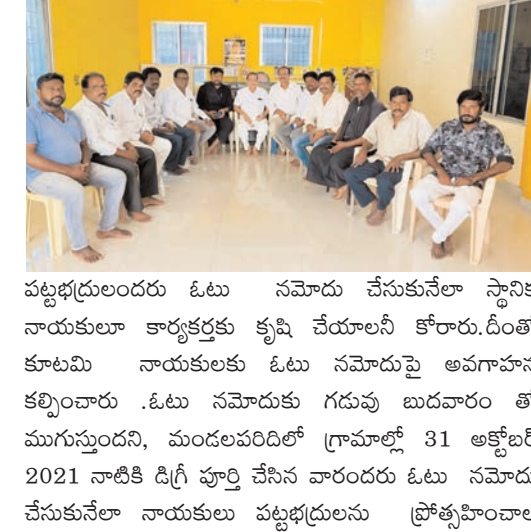 పట్టభద్రులందరు ఓటు నమోదు చేసుకునేలా స్థానిక
నాయకులూ కార్యకర్తకు కృషి చేయాలనీ కోరారు.దీంతో
కూటమి నాయకులకు ఓటు నమోదుపై అవగాహన
కల్పించారు .ఓటు నమోదుకు గడువు బుదవారం తో
ముగుస్తుందని, మండలపరిదిలో గ్రామాల్లో 31 అక్టోబర్
2021 నాటికి డిగ్రీ పూర్తి చేసిన వారందరు ఓటు నమోదు
చేసుకునేలా నాయకులు పట్టభద్రులను ప్రోత్సహించాల